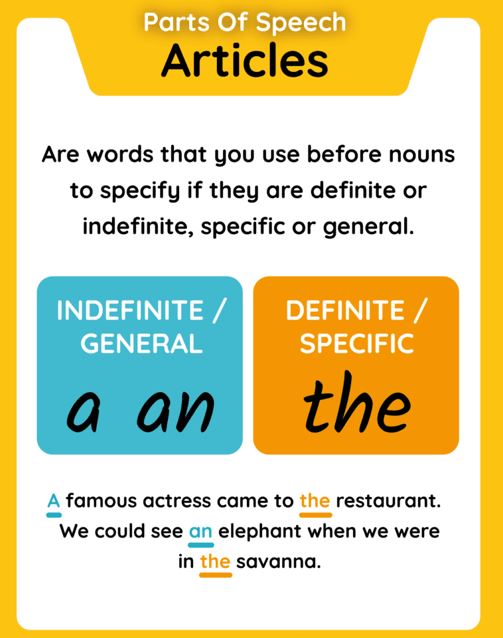 Parts Of Speech
Articles
Are words that you use before nouns
to specify if they are definite or
indefinite, specific or general.
INDEFINITE /
GENERAL
a an
DEFINITE /
SPECIFIC
the
A famous actress came to the restaurant.
We could see an elephant when we were
in the savanna.